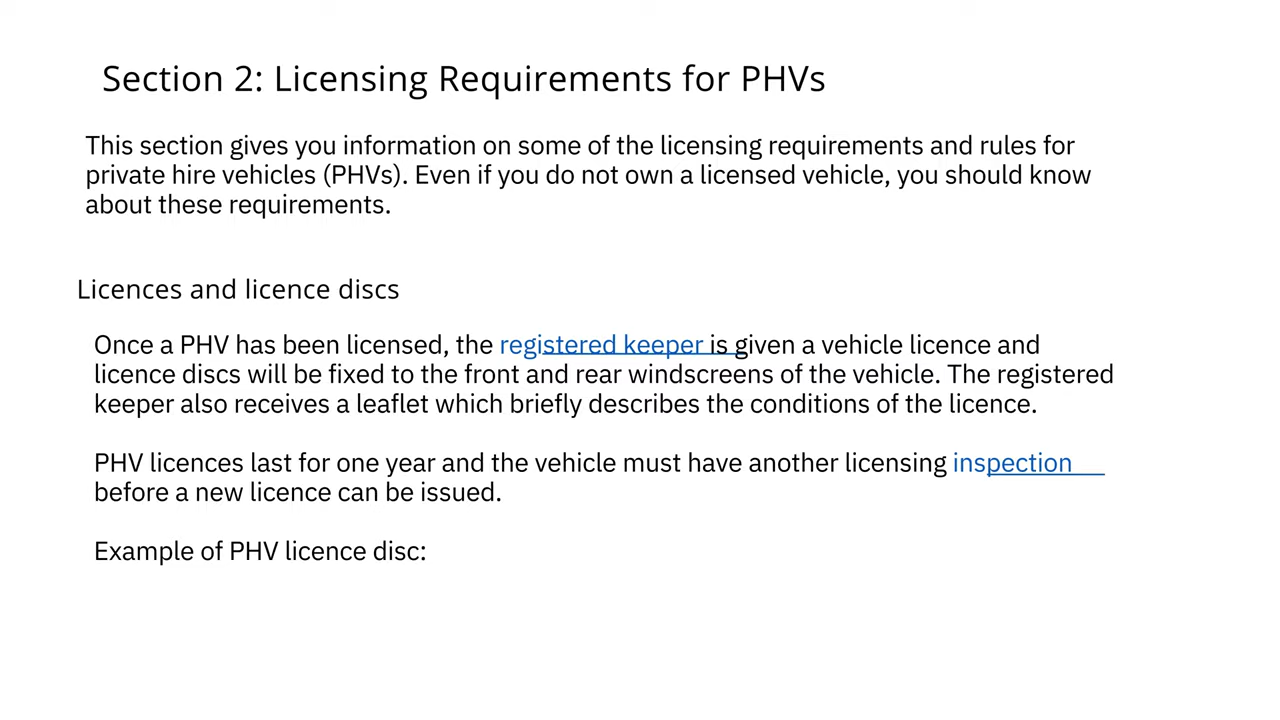 Section 2: Licensing Requirements for PHVs
This section gives you information on some of the licensing requirements and rules for
private hire vehicles (PHVs). Even if you do not own a licensed vehicle, you should know
about these requirements.
Licences and licence discs
Once a PHV has been licensed, the registered keeper is given a vehicle licence and
licence discs will be fixed to the front and rear windscreens of the vehicle. The registered
keeper also receives a leaflet which briefly describes the conditions of the licence.
PHV licences last for one year and the vehicle must have another licensing inspection
before a new licence can be issued.
Example of PHV licence disc: